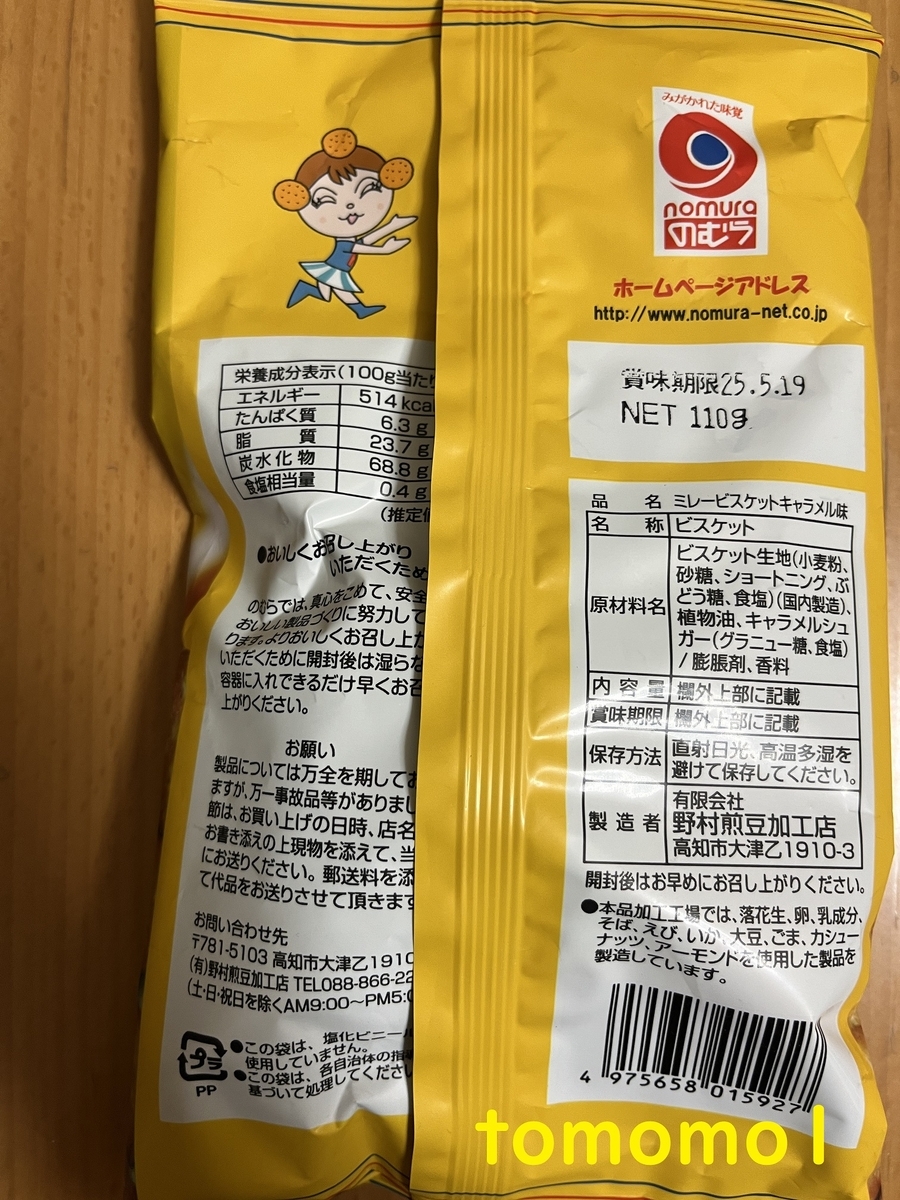 みがかれた味覚
nomura
のむら
ホームページアドレス
http://www.nomura-net.co.jp
賞味期限25.5.19
NET 110g
栄養成分表示(100g当たり
エネルギー 514 kcal
たんぱく質 6.3 g
脂質 23.7 g
炭水化物 68.8 g
食塩相当量 0.4 g
(推定値
●おいしくお召し上がり
いただくため
のむらでは、真心をこめて、安全
おいしい製品づくりに努力して
ります。よりおいしくお召し上が
いただくために開封後は湿らな
容器に入れできるだけ早くお召
上がりください。
お願い
製品については万全を期してお
ますが、万一事故品等がありまし
節は、お買い上げの日時、店名
お書き添えの上現物を添えて、当
にお送りください。郵送料を添
て代品をお送りさせて頂きます
お問い合わせ先
〒781-5103 高知市大津乙1910
(有)野村煎豆加工店 TEL088-866-22
(土・日・祝日を除くAM9:00〜PM5:0
プラ
PP
●この袋は、塩化ビニール
使用していません。
●この袋は、各自治体の指導
基づいて処理してください
品名 ミレービスケットキャラメル味
名称 ビスケット
原材料名 ビスケット生地(小麦粉、
砂糖、ショートニング、ぶ
どう糖、食塩)(国内製造)、
植物油、キャラメルシュ
ガー(グラニュー糖、食塩)
/ 膨脹剤、香料
内容量 欄外上部に記載
賞味期限 欄外上部に記載
保存方法 直射日光、高温多湿を
避けて保存してください。
製造者 有限会社
野村煎豆加工店
高知市大津乙1910-3
開封後はお早めにお召し上がりください。
●本品加工工場では、落花生、卵、乳成分、
そば、えび、いか、大豆、ごま、カシュー
ナッツ、アーモンドを使用した製品を
製造しています。
4 975658 015927
tomomo1